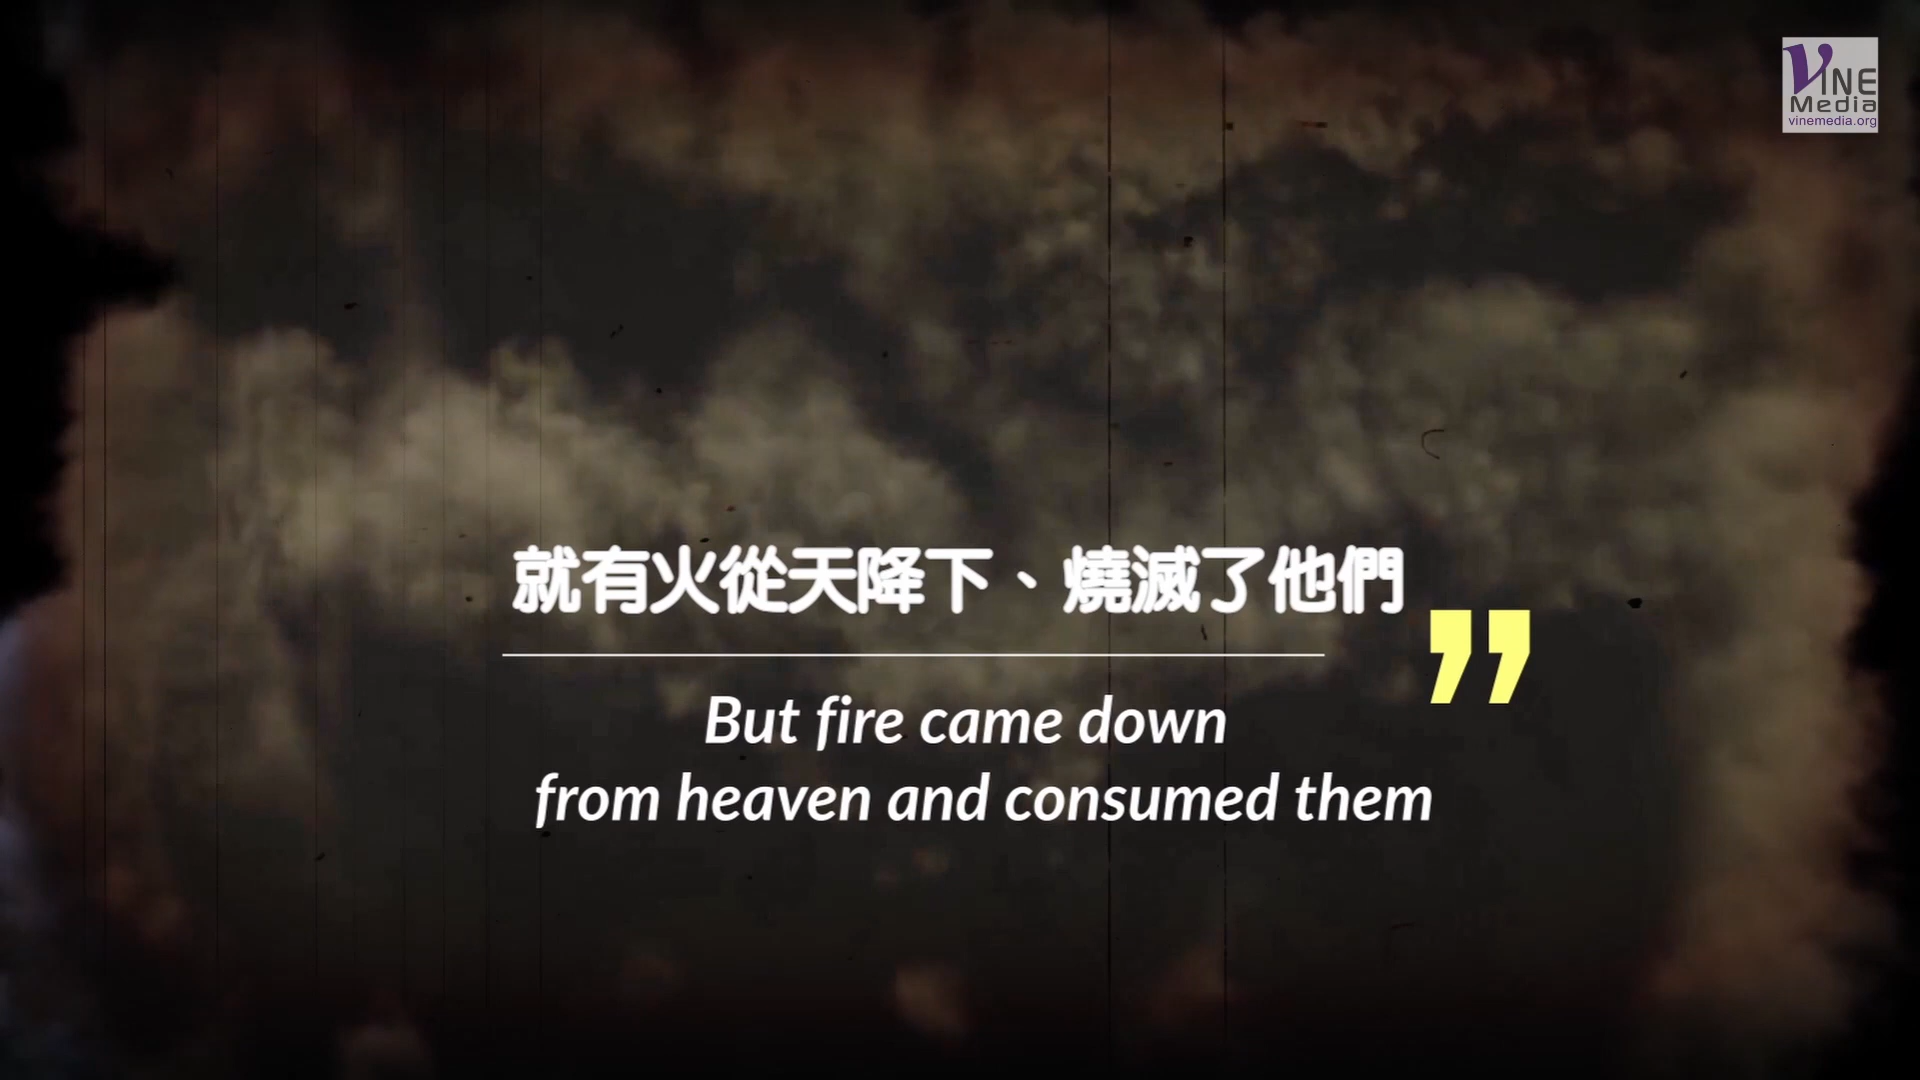 VINE
Media
vinemedia.org
就有火從天降下、燒滅了他們
”
But fire came down
from heaven and consumed them